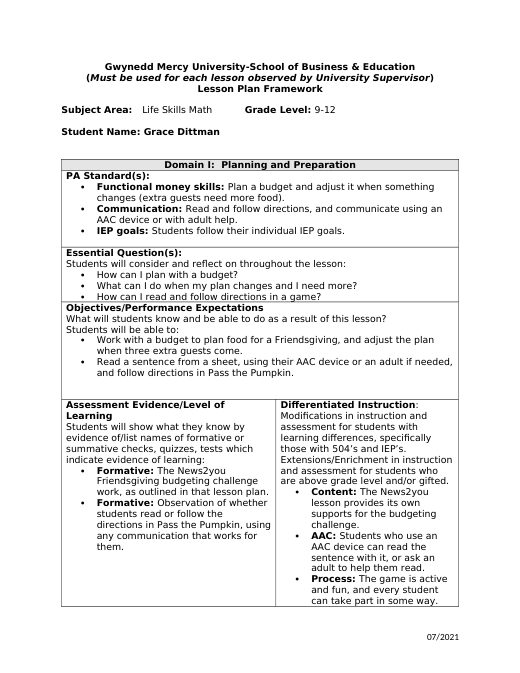 Gwynedd Mercy University-School of Business & Education
(Must be used for each lesson observed by University Supervisor)
Lesson Plan Framework
Subject Area: Life Skills Math Grade Level: 9-12
Student Name: Grace Dittman
Domain I: Planning and Preparation
PA Standard(s):
• Functional money skills: Plan a budget and adjust it when something
changes (extra guests need more food).
• Communication: Read and follow directions, and communicate using an
AAC device or with adult help.
• IEP goals: Students follow their individual IEP goals.
Essential Question(s):
Students will consider and reflect on throughout the lesson:
• How can I plan with a budget?
• What can I do when my plan changes and I need more?
• How can I read and follow directions in a game?
Objectives/Performance Expectations
What will students know and be able to do as a result of this lesson?
Students will be able to:
• Work with a budget to plan food for a Friendsgiving, and adjust the plan
when three extra guests come.
• Read a sentence from a sheet, using their AAC device or an adult if needed,
and follow directions in Pass the Pumpkin.
Assessment Evidence/Level of
Learning
Students will show what they know by
evidence of/list names of formative or
summative checks, quizzes, tests which
indicate evidence of learning:
• Formative: The News2you
Friendsgiving budgeting challenge
work, as outlined in that lesson plan.
• Formative: Observation of whether
students read or follow the
directions in Pass the Pumpkin, using
any communication that works for
them.
Differentiated Instruction:
Modifications in instruction and
assessment for students with
learning differences, specifically
those with 504's and IEP's.
Extensions/Enrichment in instruction
and assessment for students who
are above grade level and/or gifted.
• Content: The News2you
lesson provides its own
supports for the budgeting
challenge.
• AAC: Students who use an
AAC device can read the
sentence with it, or ask an
adult to help them read.
• Process: The game is active
and fun, and every student
can take part in some way.
07/2021